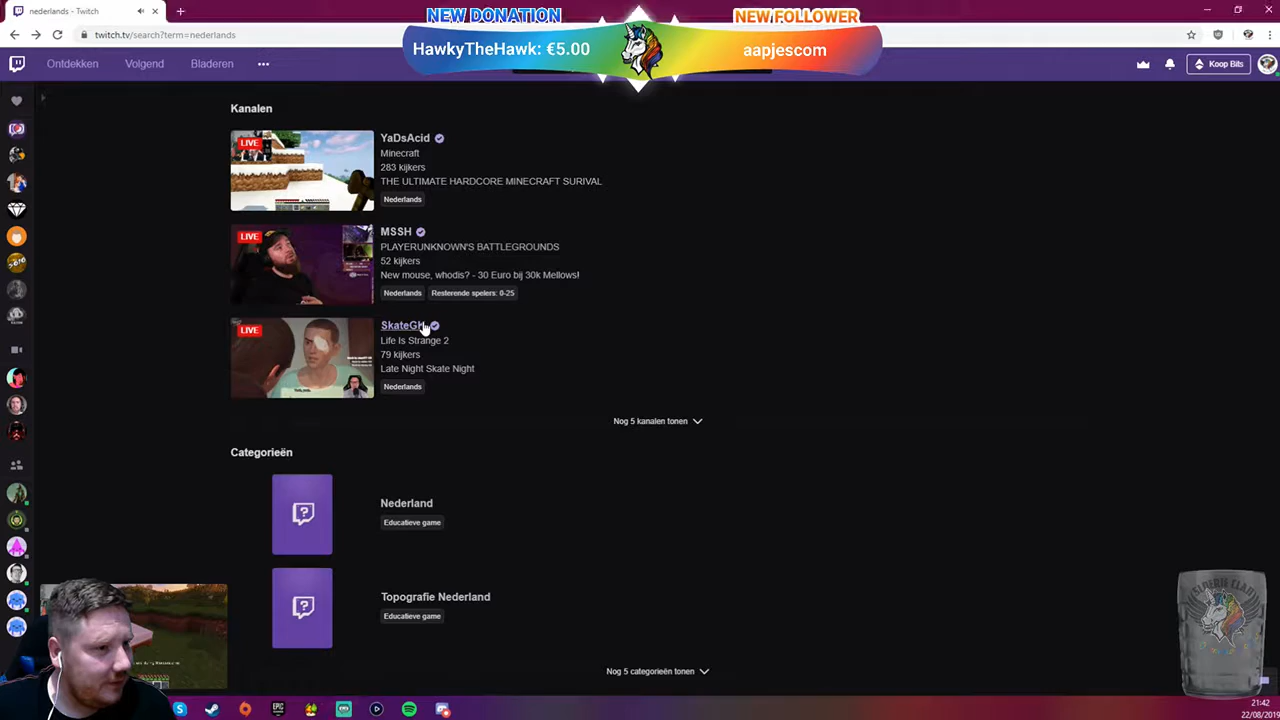 nederlands - Twitch
NEW DONATION
NEW FOLLOWER
twitch.tv/search?term=nederlands
HawkyTheHawk: €5.00
aapjescom
Ontdekken
Volgend
Bladeren
Koop Bits
Kanalen
LIVE
YaDsAcid
Minecraft
283 kijkers
THE ULTIMATE HARDCORE MINECRAFT SURIVAL
Nederlands
LIVE
MSSH
PLAYERUNKNOWN'S BATTLEGROUNDS
52 kijkers
New mouse, whodis? - 30 Euro bij 30k Mellows!
Nederlands
Resterende spelers: 0-25
LIVE
Life Is Strange 2
79 kijkers
Late Night Skate Night
Nederlands
Nog 5 kanalen tonen
Categorieën
Nederland
Educatieve game
Topografie Nederland
Educatieve game
Nog 5 categorieën tonen
EPIC
21:42
22/08/2019